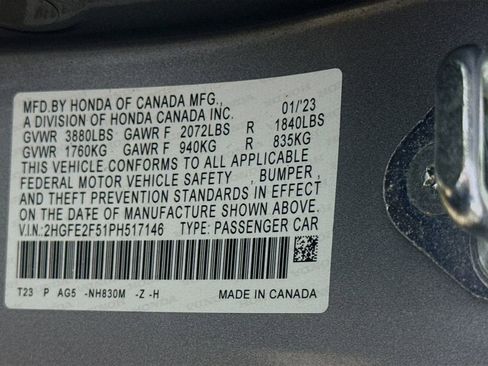 MFD.BY HONDA OF CANADA MFG., 01/'23
A DIVISION OF HONDA CANADA INC.
GVWR 3880LBS GAWR F 2072LBS R 1840LBS
GVWR 1760KG GAWR F 940KG R 835KG
THIS VEHICLE CONFORMS TO ALL APPLICABLE
FEDERAL MOTOR VEHICLE SAFETY , BUMPER ,
AND THEFT PREVENTION STANDARDS IN EFFECT
ON THE DATE OF MANUFACTURE SHOWN ABOVE.
V.I.N.:2HGFE2F51PH517146 TYPE: PASSENGER CAR
T23 P AG5 -NH830M -Z -H MADE IN CANADA